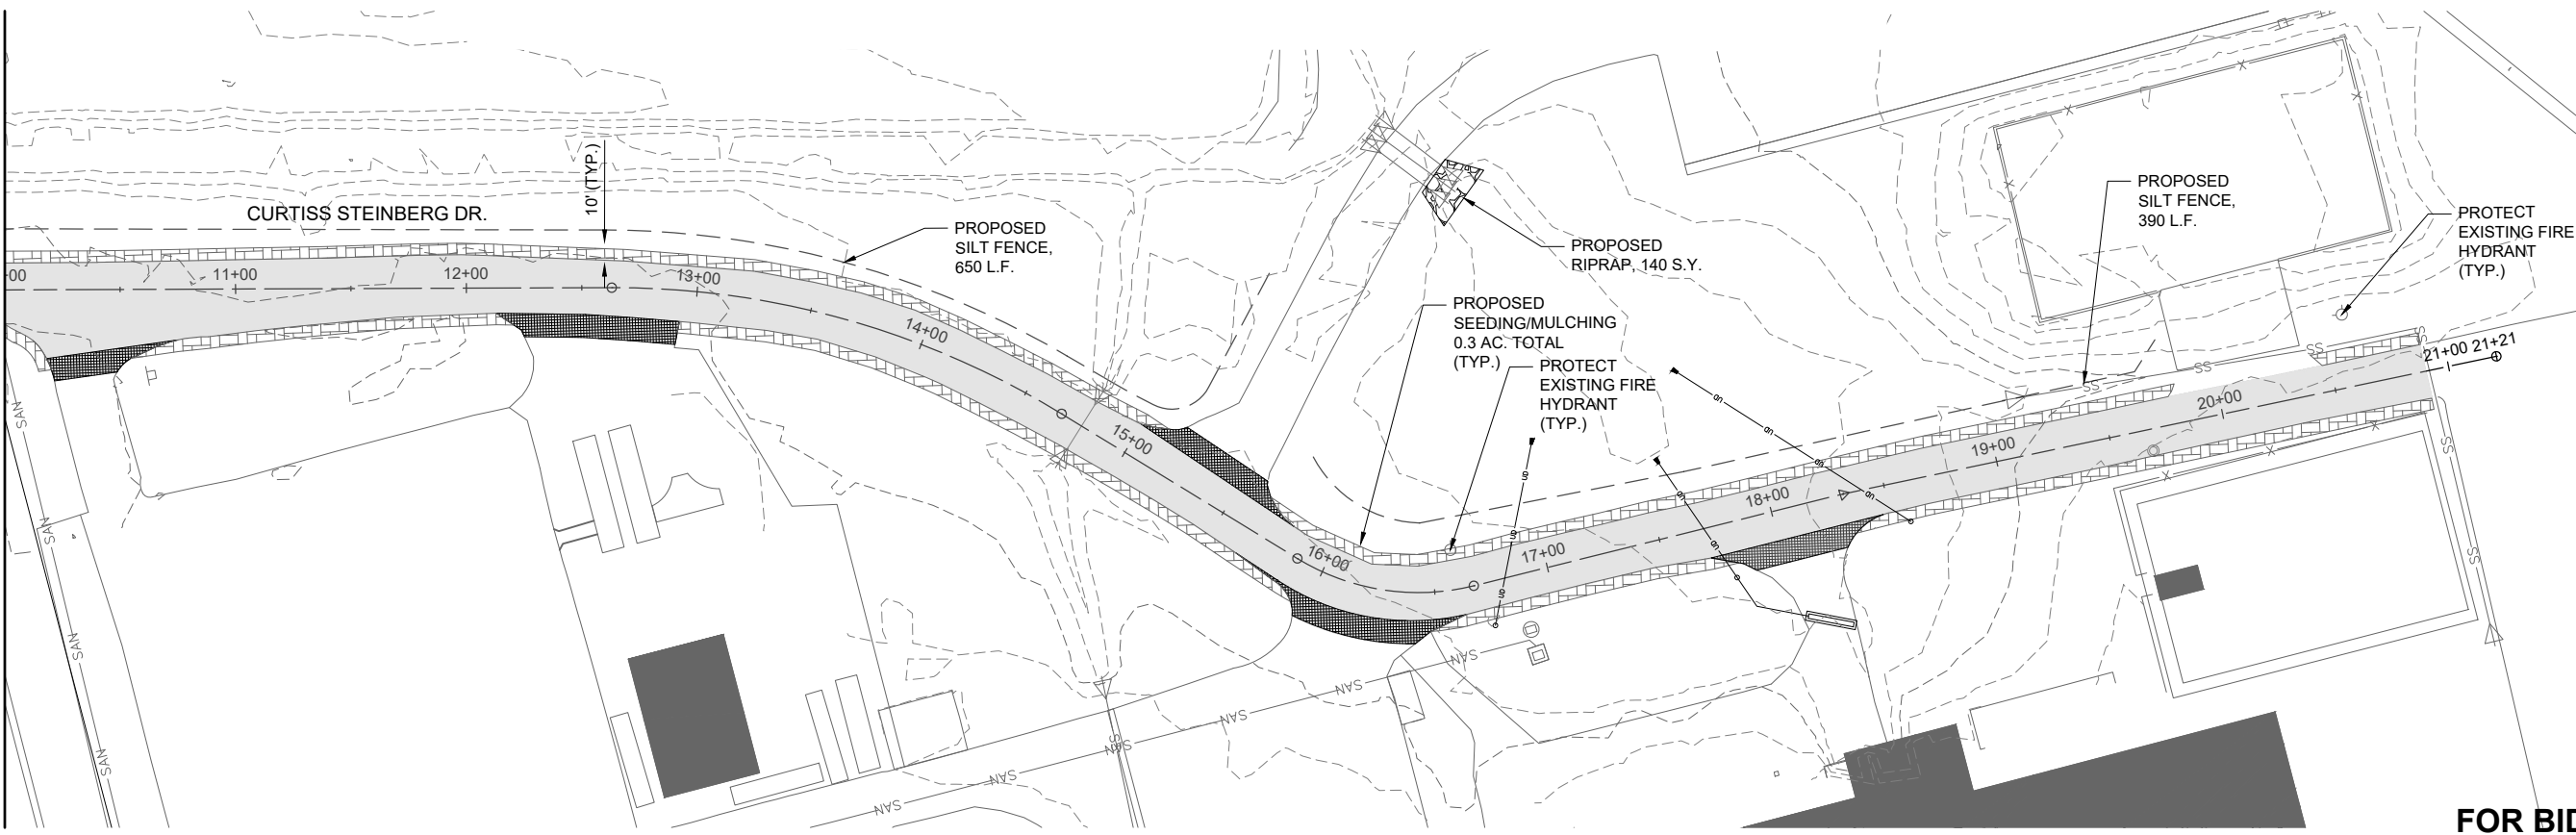 10' (TYP.)
CURTISS STEINBERG DR.
PROPOSED
SILT FENCE,
650 L.F.
PROPOSED
RIPRAP, 140 S.Y.
PROPOSED
SEEDING/MULCHING
0.3 AC. TOTAL
(TYP.)
PROTECT
EXISTING FIRE
HYDRANT
(TYP.)
PROPOSED
SILT FENCE,
390 L.F.
PROTECT
EXISTING FIRE
HYDRANT
(TYP.)
+00
11+00
12+00
13+00
14+00
15+00
16+00
17+00
18+00
19+00
20+00
21+00 21+21
X
X
X
X
X
X
X
SS
SS
SS
SS
SS
SS
SAN
SAN
SAN
SAN
SAN
SAN
SAN
SAN
SAN
SAN
FOR BID